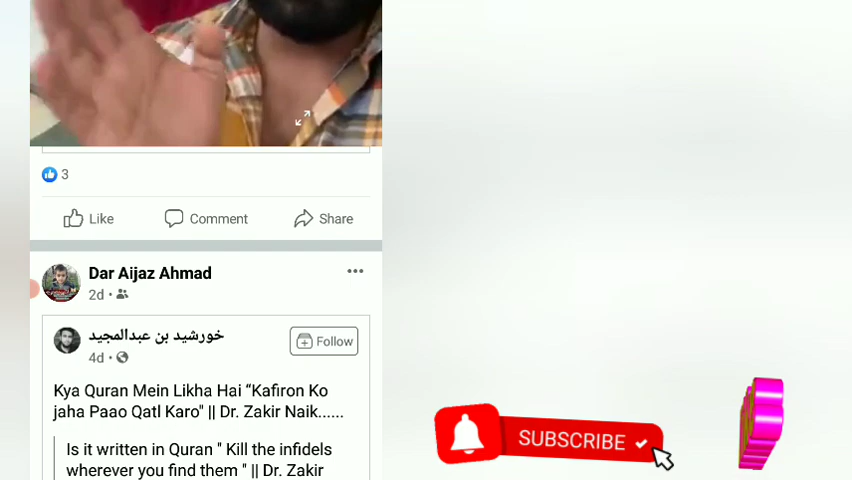 3
Like
Comment
Share
Dar Aijaz Ahmad
2d
خورشید بن عبدالمجید
Follow
4d
Kya Quran Mein Likha Hai “Kafiron Ko
jaha Paao Qatl Karo" || Dr. Zakir Naik......
Is it written in Quran " Kill the infidels
wherever you find them " || Dr. Zakir
SUBSCRIBE